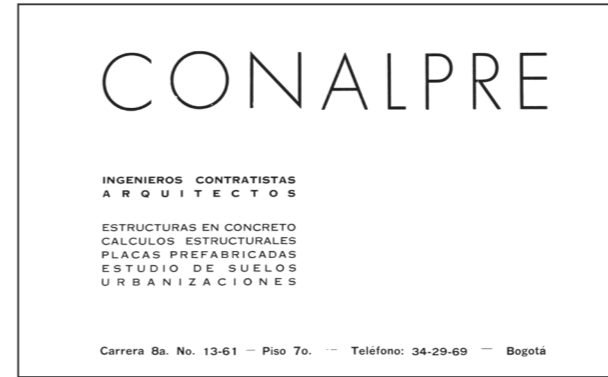 CONALPRE
INGENIEROS CONTRATISTAS
ARQUITECTOS
ESTRUCTURAS EN CONCRETO
CALCULOS ESTRUCTURALES
PLACAS PREFABRICADAS
ESTUDIO DE SUELOS
URBANIZACIONES
Carrera 8a. No. 13-61 — Piso 7o. — Teléfono: 34-29-69 — Bogotá